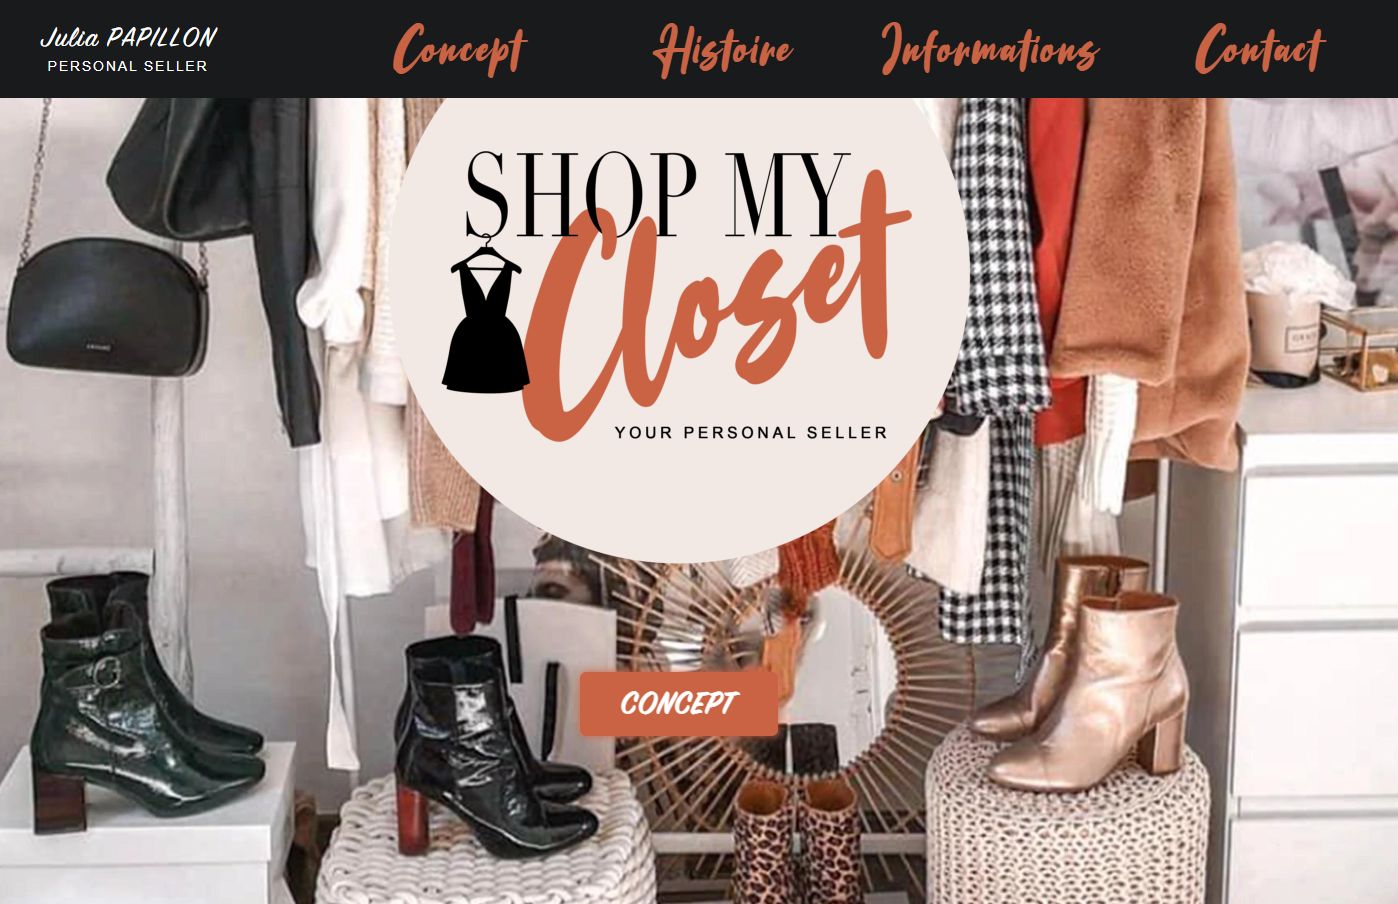 Julia PAPILLON
PERSONAL SELLER
Concept
Histoire
Informations
Contact
SHOP MY
Closet
YOUR PERSONAL SELLER
CONCEPT